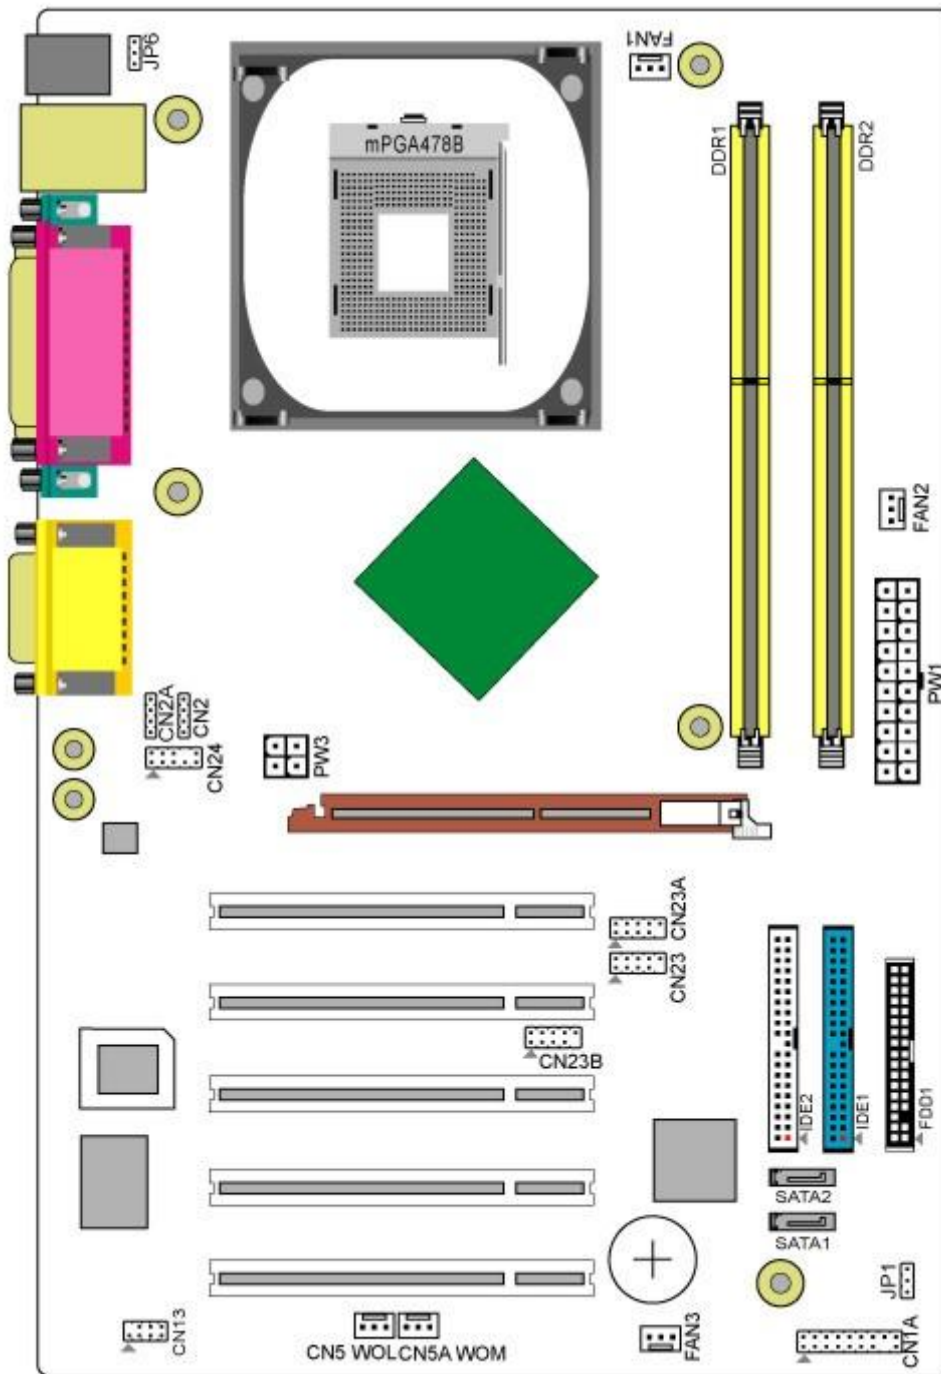 JP6
FAN1
mPGA478B
DDR1
DDR2
FAN2
PW1
CN2A
CN2
CN24
PW3
CN23A
CN23
CN23B
IDE2
IDE1
FDD1
SATA2
SATA1
JP1
CN13
CN5 WOL
CN5A WOM
FAN3
CN1A